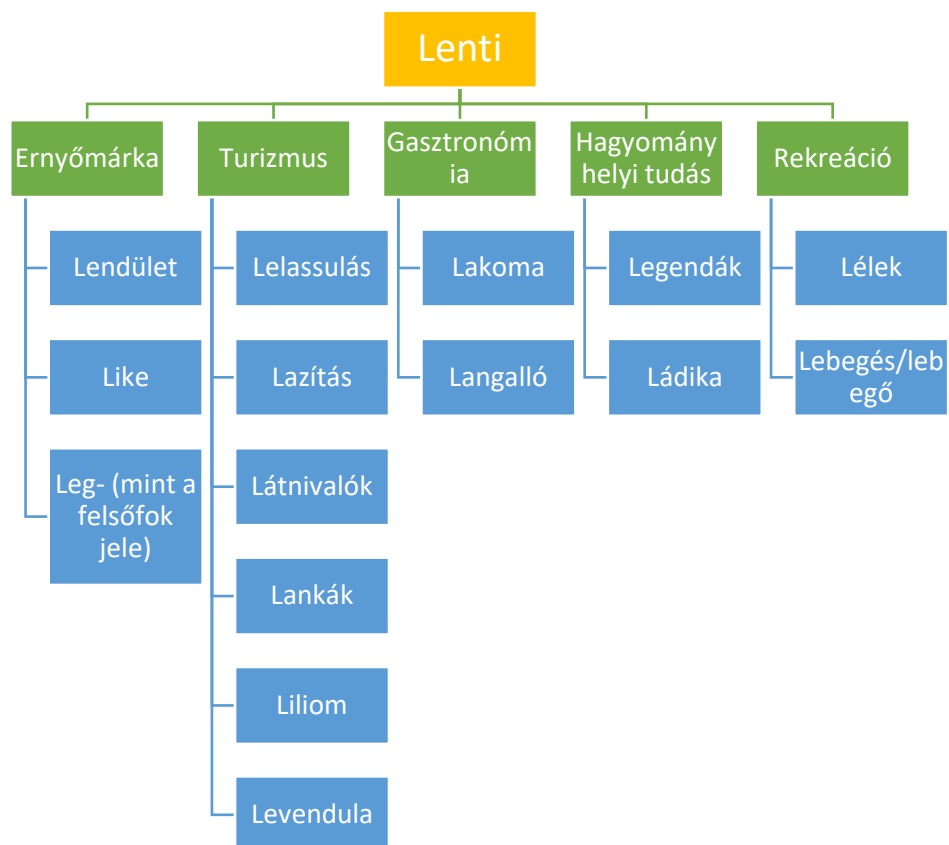 Lenti
Ernyőmárka
Turizmus
Gasztronóm
ia
Hagyomány
helyi tudás
Rekreáció
Lendület
Like
Leg- (mint a
felsőfok
jele)
Lelassulás
Lazítás
Látnivalók
Lankák
Liliom
Levendula
Lakoma
Langalló
Legendák
Ládika
Lélek
Lebegés/leb
egő